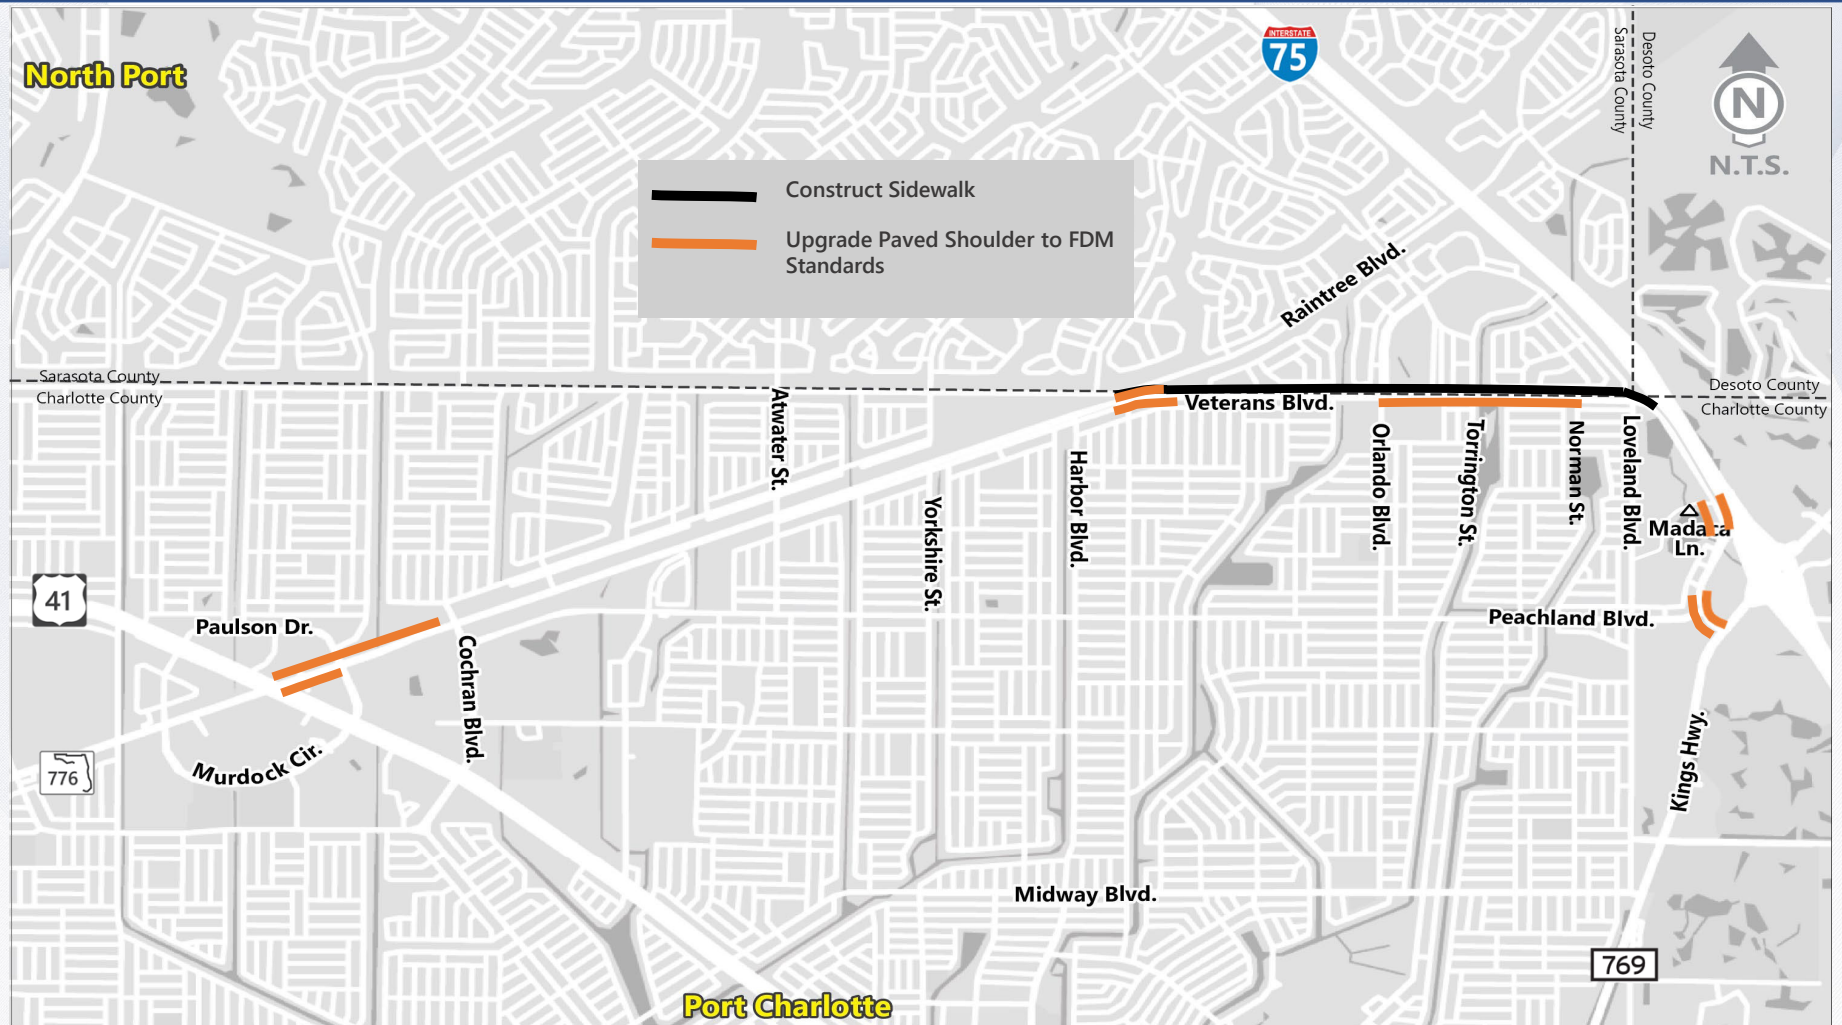 North Port
INTERSTATE
75
Sarasota County
Desoto County
N
N.T.S.
Construct Sidewalk
Upgrade Paved Shoulder to FDM
Standards
Raintree Blvd.
Sarasota County
Charlotte County
Desoto County
Charlotte County
Veterans Blvd.
Atwater St.
Yorkshire St.
Harbor Blvd.
Orlando Blvd.
Torrington St.
Norman St.
Loveland Blvd.
Madaca
Ln.
41
Paulson Dr.
Cochran Blvd.
Peachland Blvd.
776
Murdock Cir.
Kings Hwy.
Midway Blvd.
769
Port Charlotte